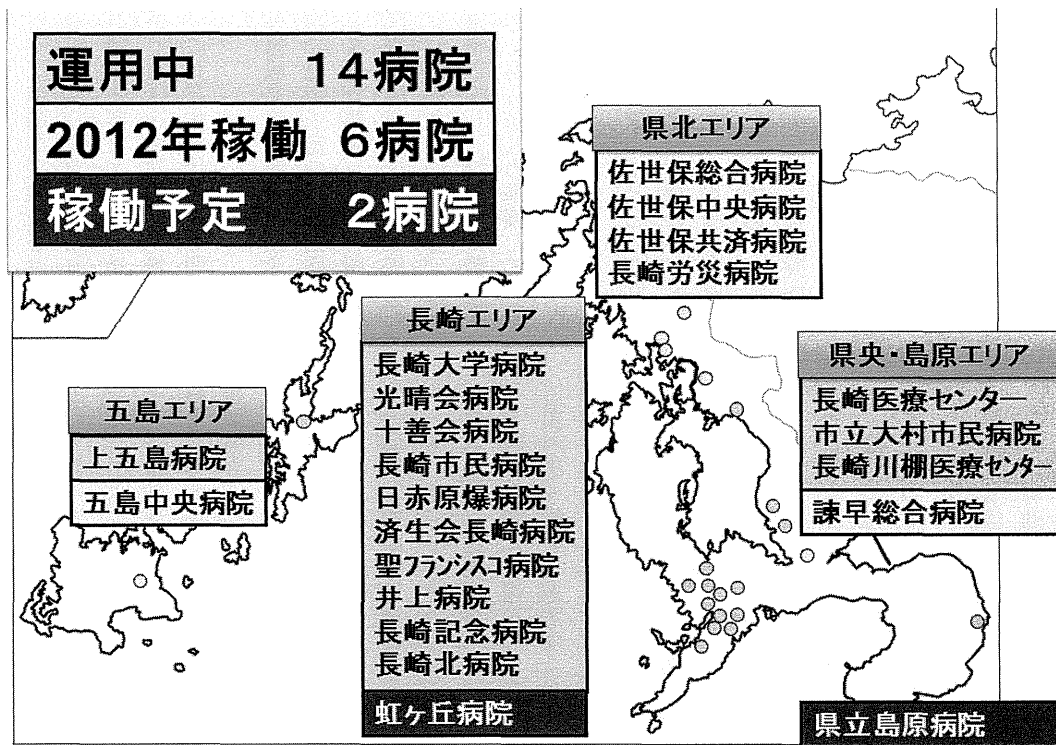 運用中 14病院
2012年稼働 6病院
稼働予定 2病院
県北エリア
佐世保総合病院
佐世保中央病院
佐世保共済病院
長崎労災病院
長崎エリア
長崎大学病院
光晴会病院
十善会病院
長崎市民病院
日赤原爆病院
済生会長崎病院
聖フランシスコ病院
井上病院
長崎記念病院
長崎北病院
虹ヶ丘病院
県央・島原エリア
長崎医療センター
市立大村市民病院
長崎川棚医療センター
諫早総合病院
県立島原病院
五島エリア
上五島病院
五島中央病院